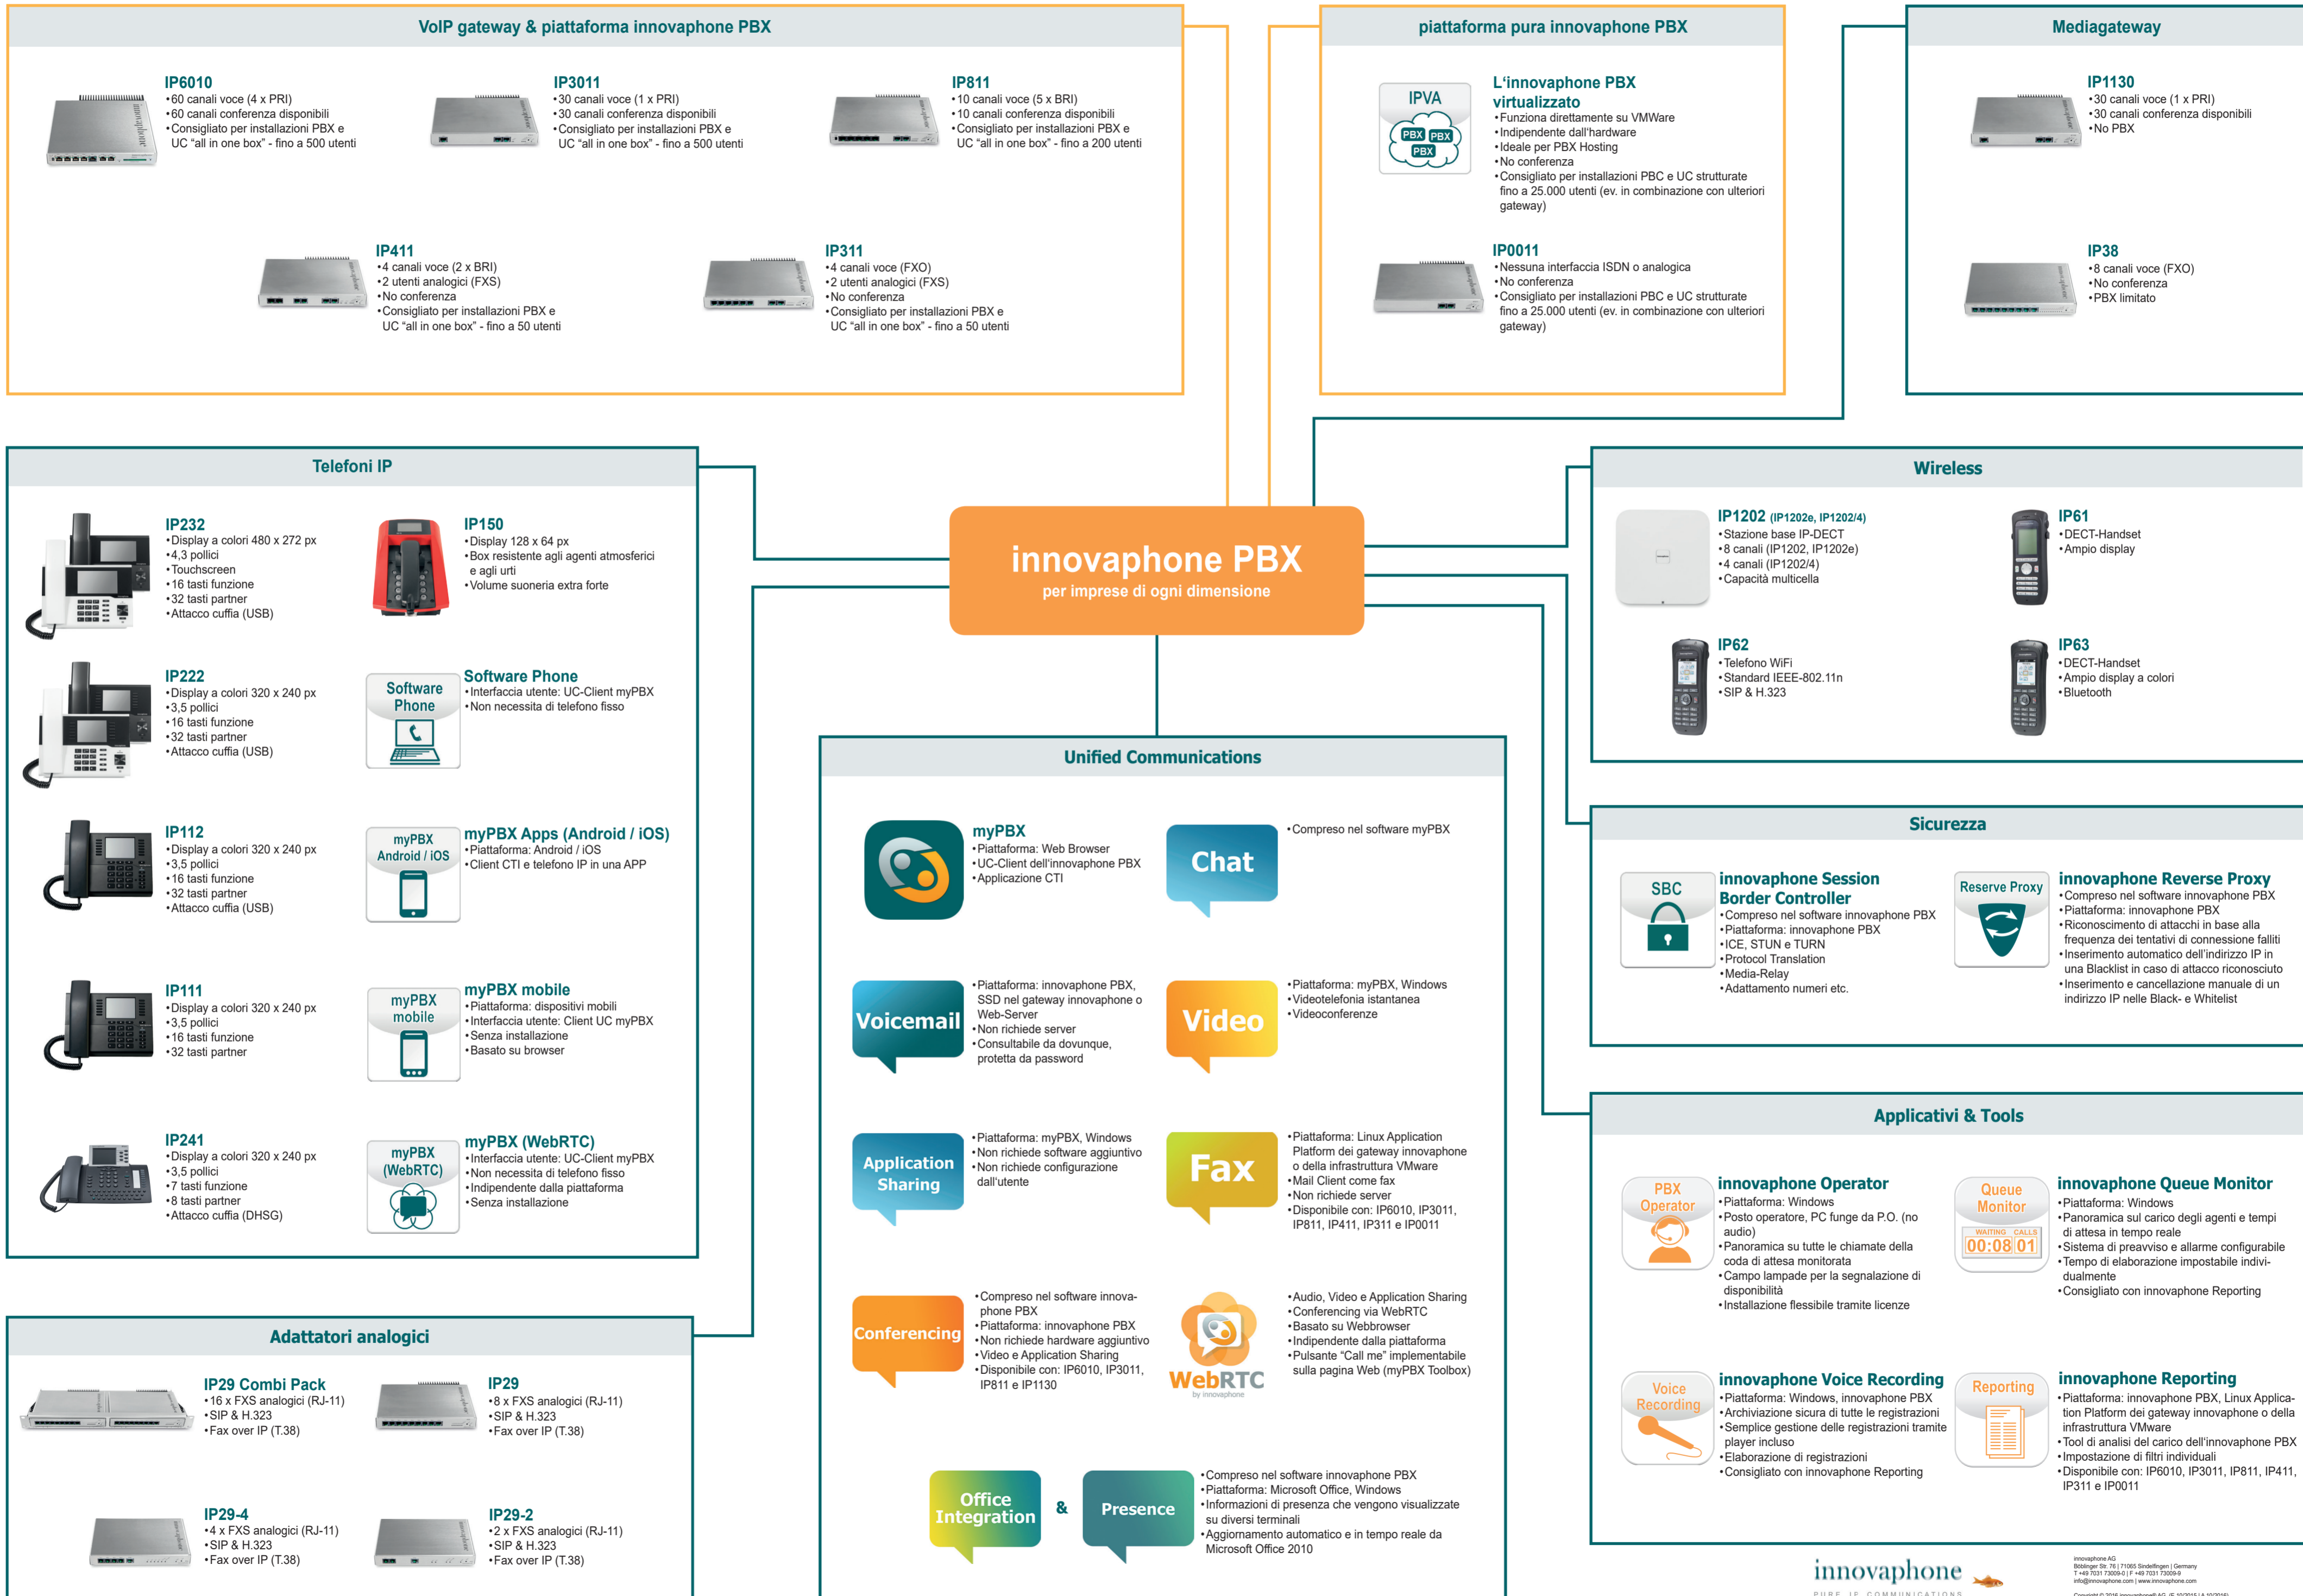 VoIP gateway & piattaforma innovaphone PBX
IP6010
•60 canali voce (4 x PRI)
•60 canali conferenza disponibili
•Consigliato per installazioni PBX e
UC “all in one box” - fino a 500 utenti
IP3011
•30 canali voce (1 x PRI)
•30 canali conferenza disponibili
•Consigliato per installazioni PBX e
UC “all in one box” - fino a 500 utenti
IP811
•10 canali voce (5 x BRI)
•10 canali conferenza disponibili
•Consigliato per installazioni PBX e
UC “all in one box” - fino a 200 utenti
IP411
•4 canali voce (2 x BRI)
•2 utenti analogici (FXS)
•No conferenza
•Consigliato per installazioni PBX e
UC “all in one box” - fino a 50 utenti
IP311
•4 canali voce (FXO)
•2 utenti analogici (FXS)
•No conferenza
•Consigliato per installazioni PBX e
UC “all in one box” - fino a 50 utenti
piattaforma pura innovaphone PBX
IPVA
PBX PBX
PBX
L‘innovaphone PBX
virtualizzato
•Funziona direttamente su VMWare
•Indipendente dall‘hardware
•Ideale per PBX Hosting
•No conferenza
•Consigliato per installazioni PBC e UC strutturate
fino a 25.000 utenti (ev. in combinazione con ulteriori
gateway)
IP0011
•Nessuna interfaccia ISDN o analogica
•No conferenza
•Consigliato per installazioni PBC e UC strutturate
fino a 25.000 utenti (ev. in combinazione con ulteriori
gateway)
Mediagateway
IP1130
•30 canali voce (1 x PRI)
•30 canali conferenza disponibili
•No PBX
IP38
•8 canali voce (FXO)
•No conferenza
•PBX limitato
Telefoni IP
IP232
•Display a colori 480 x 272 px
•4,3 pollici
•Touchscreen
•16 tasti funzione
•32 tasti partner
•Attacco cuffia (USB)
IP150
•Display 128 x 64 px
•Box resistente agli agenti atmosferici
e agli urti
•Volume suoneria extra forte
IP222
•Display a colori 320 x 240 px
•3,5 pollici
•16 tasti funzione
•32 tasti partner
•Attacco cuffia (USB)
Software
Phone
Software Phone
•Interfaccia utente: UC-Client myPBX
•Non necessita di telefono fisso
IP112
•Display a colori 320 x 240 px
•3,5 pollici
•16 tasti funzione
•32 tasti partner
•Attacco cuffia (USB)
myPBX
Android / iOS
myPBX Apps (Android / iOS)
•Piattaforma: Android / iOS
•Client CTI e telefono IP in una APP
IP111
•Display a colori 320 x 240 px
•3,5 pollici
•16 tasti funzione
•32 tasti partner
myPBX
mobile
myPBX mobile
•Piattaforma: dispositivi mobili
•Interfaccia utente: Client UC myPBX
•Senza installazione
•Basato su browser
IP241
•Display a colori 320 x 240 px
•3,5 pollici
•7 tasti funzione
•8 tasti partner
•Attacco cuffia (DHSG)
myPBX
(WebRTC)
myPBX (WebRTC)
•Interfaccia utente: UC-Client myPBX
•Non necessita di telefono fisso
•Indipendente dalla piattaforma
•Senza installazione
Adattatori analogici
IP29 Combi Pack
•16 x FXS analogici (RJ-11)
•SIP & H.323
•Fax over IP (T.38)
IP29
•8 x FXS analogici (RJ-11)
•SIP & H.323
•Fax over IP (T.38)
IP29-4
•4 x FXS analogici (RJ-11)
•SIP & H.323
•Fax over IP (T.38)
IP29-2
•2 x FXS analogici (RJ-11)
•SIP & H.323
•Fax over IP (T.38)
innovaphone PBX
per imprese di ogni dimensione
Unified Communications
myPBX
•Piattaforma: Web Browser
•UC-Client dell‘innovaphone PBX
•Applicazione CTI
Chat
•Compreso nel software myPBX
Voicemail
•Piattaforma: innovaphone PBX,
SSD nel gateway innovaphone o
Web-Server
•Non richiede server
•Consultabile da dovunque,
protetta da password
Video
•Piattaforma: myPBX, Windows
•Videotelefonia istantanea
•Videoconferenze
Application
Sharing
•Piattaforma: myPBX, Windows
•Non richiede software aggiuntivo
•Non richiede configurazione
dall‘utente
Fax
•Piattaforma: Linux Application
Platform dei gateway innovaphone
o della infrastruttura VMware
•Mail Client come fax
•Non richiede server
•Disponibile con: IP6010, IP3011,
IP811, IP411, IP311 e IP0011
Conferencing
•Compreso nel software innova-
phone PBX
•Piattaforma: innovaphone PBX
•Non richiede hardware aggiuntivo
•Video e Application Sharing
•Disponibile con: IP6010, IP3011,
IP811 e IP1130
WebRTC
by innovaphone
•Audio, Video e Application Sharing
•Conferencing via WebRTC
•Basato su Webbrowser
•Indipendente dalla piattaforma
•Pulsante “Call me” implementabile
sulla pagina Web (myPBX Toolbox)
Office
Integration
&
Presence
•Compreso nel software innovaphone PBX
•Piattaforma: Microsoft Office, Windows
•Informazioni di presenza che vengono visualizzate
su diversi terminali
•Aggiornamento automatico e in tempo reale da
Microsoft Office 2010
Wireless
IP1202 (IP1202e, IP1202/4)
•Stazione base IP-DECT
•8 canali (IP1202, IP1202e)
•4 canali (IP1202/4)
•Capacità multicella
IP61
•DECT-Handset
•Ampio display
IP62
•Telefono WiFi
•Standard IEEE-802.11n
•SIP & H.323
IP63
•DECT-Handset
•Ampio display a colori
•Bluetooth
Sicurezza
SBC
innovaphone Session
Border Controller
•Compreso nel software innovaphone PBX
•Piattaforma: innovaphone PBX
•ICE, STUN e TURN
•Protocol Translation
•Media-Relay
•Adattamento numeri etc.
Reserve Proxy
innovaphone Reverse Proxy
•Compreso nel software innovaphone PBX
•Piattaforma: innovaphone PBX
•Riconoscimento di attacchi in base alla
frequenza dei tentativi di connessione falliti
•Inserimento automatico dell‘indirizzo IP in
una Blacklist in caso di attacco riconosciuto
•Inserimento e cancellazione manuale di un
indirizzo IP nelle Black- e Whitelist
Applicativi & Tools
PBX
Operator
innovaphone Operator
•Piattaforma: Windows
•Posto operatore, PC funge da P.O. (no
audio)
•Panoramica su tutte le chiamate della
coda di attesa monitorata
•Campo lampade per la segnalazione di
disponibilità
•Installazione flessibile tramite licenze
Queue
Monitor
WAITING CALLS
00:08 01
innovaphone Queue Monitor
•Piattaforma: Windows
•Panoramica sul carico degli agenti e tempi
di attesa in tempo reale
•Sistema di preavviso e allarme configurabile
•Tempo di elaborazione impostabile indivi-
dualmente
•Consigliato con innovaphone Reporting
Voice
Recording
innovaphone Voice Recording
•Piattaforma: Windows, innovaphone PBX
•Archiviazione sicura di tutte le registrazioni
•Semplice gestione delle registrazioni tramite
player incluso
•Elaborazione di registrazioni
•Consigliato con innovaphone Reporting
Reporting
innovaphone Reporting
•Piattaforma: innovaphone PBX, Linux Applica-
tion Platform dei gateway innovaphone o della
infrastruttura VMware
•Tool di analisi del carico dell‘innovaphone PBX
•Impostazione di filtri individuali
•Disponibile con: IP6010, IP3011, IP811, IP411,
IP311 e IP0011
innovaphone
PURE IP COMMUNICATIONS
innovaphone AG
Böblinger Str. 76 | 71065 Sindelfingen | Germany
T +49 7031 73009-0 | F +49 7031 73009-9
info@innovaphone.com | www.innovaphone.com